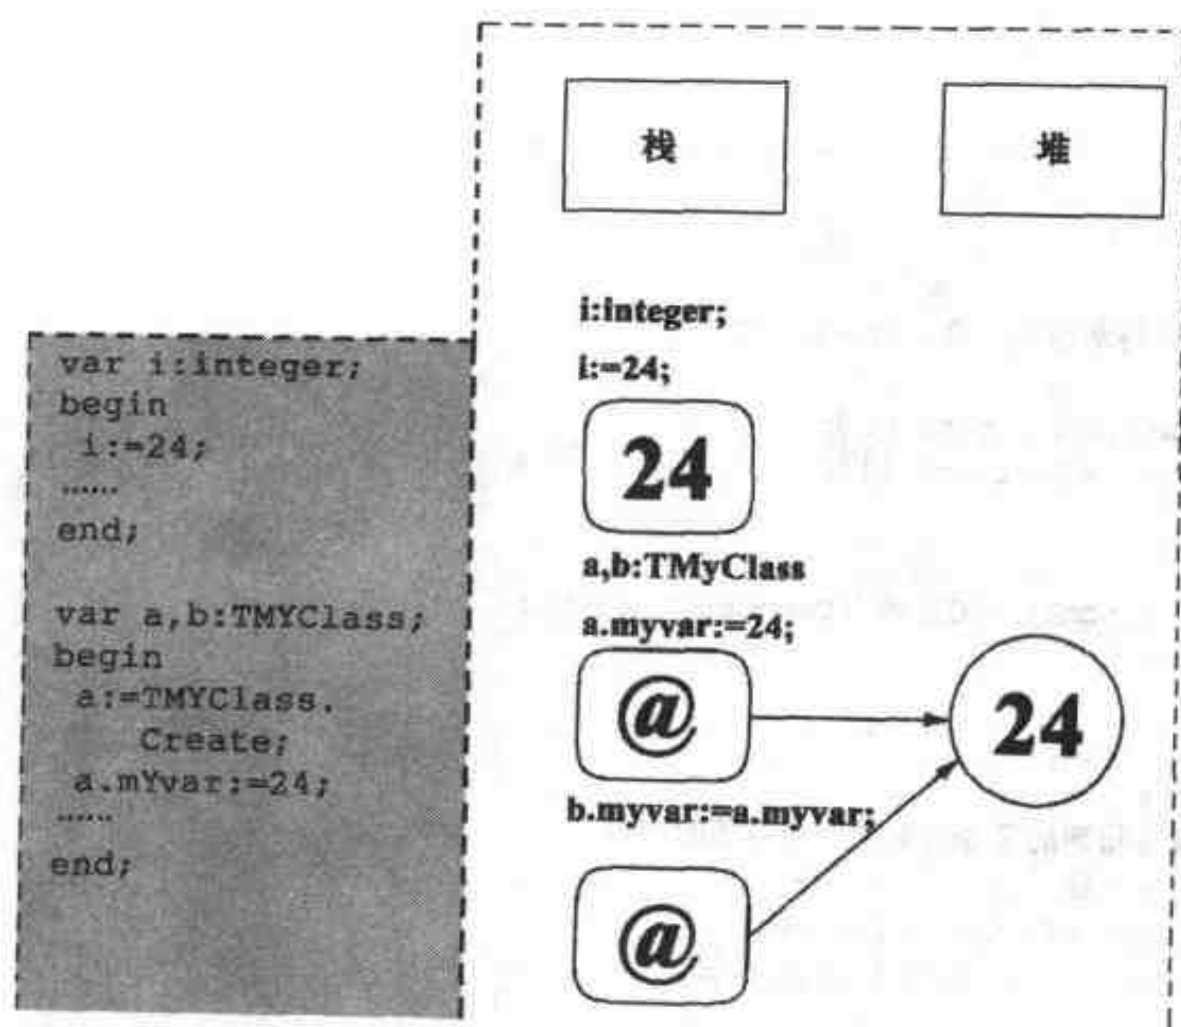 var i:integer;
begin
i:=24;
......
end;
var a,b:TMYClass;
begin
a:=TMYClass.
Create;
a.mYvar:=24;
......
end;
栈
堆
i:integer;
i:=24;
24
a,b:TMyClass
a.myvar:=24;
@
24
b.myvar:=a.myvar;
@